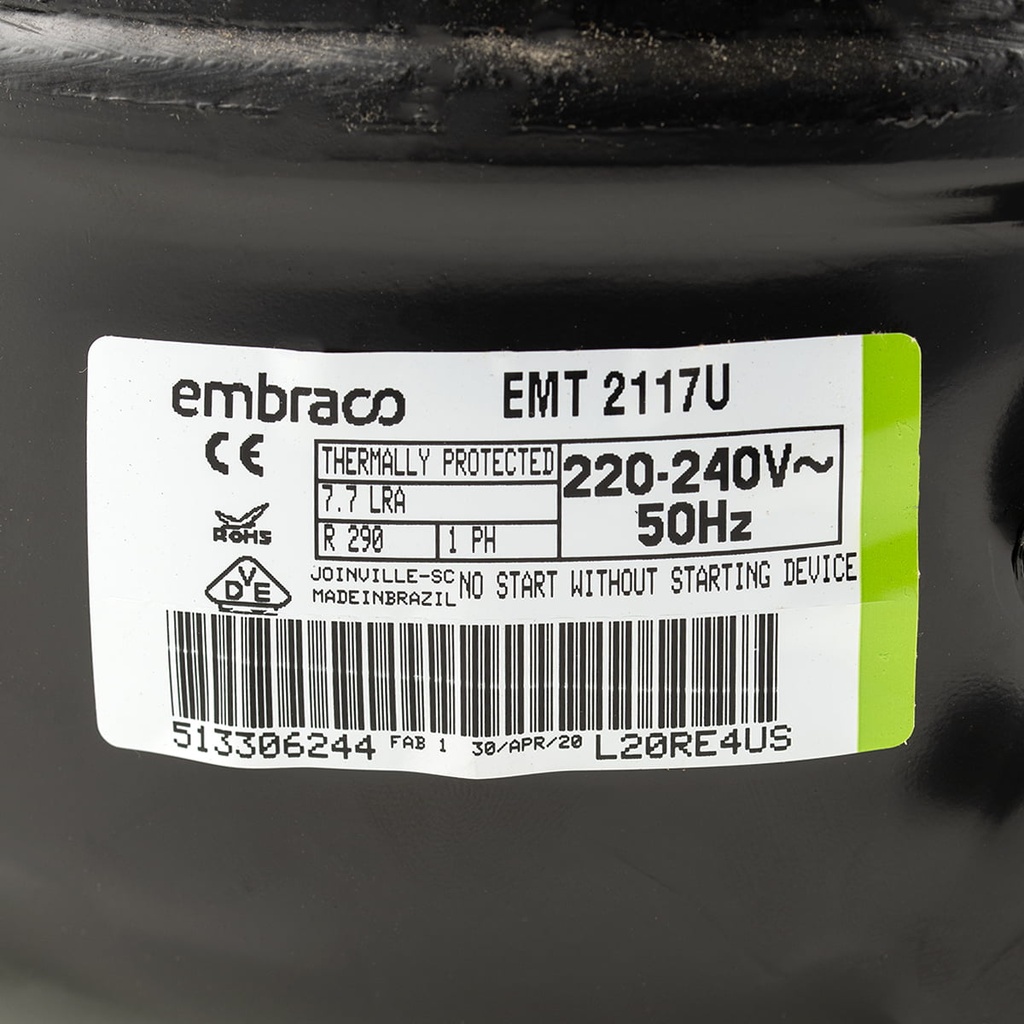 embraco EMT 2117U
CE
THERMALLY PROTECTED
7.7 LRA
R 290 1 PH
220-240V~
50Hz
ROHS
VDE
JOINVILLE-SC
MADEINBRAZIL
NO START WITHOUT STARTING DEVICE
513306244 FAB 1 30/APR/20 L20RE4US